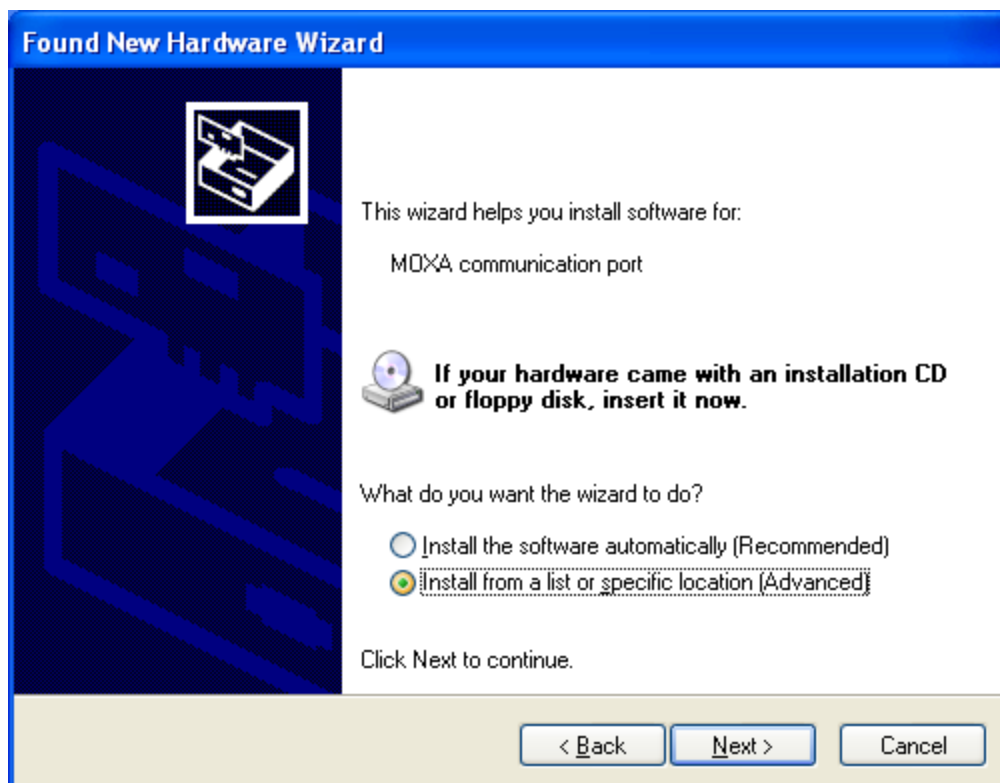 Found New Hardware Wizard
This wizard helps you install software for:
MOXA communication port
If your hardware came with an installation CD
or floppy disk, insert it now.
What do you want the wizard to do?
Install the software automatically (Recommended)
Install from a list or specific location (Advanced)
Click Next to continue.
< Back
Next >
Cancel